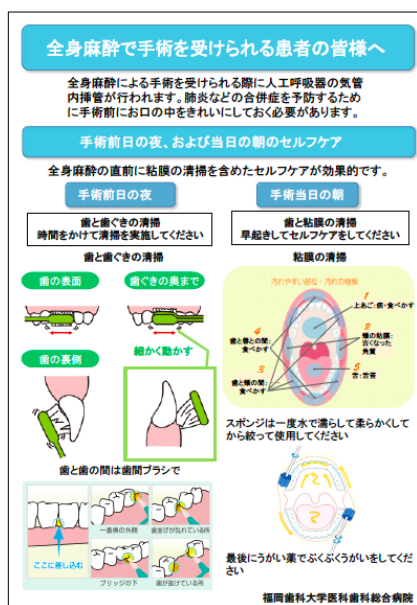 全身麻酔で手術を受けられる患者の皆様へ
全身麻酔による手術を受けられる際に人工呼吸器の気管
内挿管が行われます。肺炎などの合併症を予防するため
に手術前にお口の中をきれいにしておく必要があります。
手術前日の夜、および当日の朝のセルフケア
全身麻酔の直前に粘膜の清掃を含めたセルフケアが効果的です。
手術前日の夜
歯と歯ぐきの清掃
時間をかけて清掃を実施してください
歯と歯ぐきの清掃
歯の表面
歯ぐきの奥まで
細かく動かす
歯の裏側
歯と歯の間は歯間ブラシで
ここに差し込む
一番奥の外側
歯並びが乱れている所
ブリッジの下
歯が抜けている所
手術当日の朝
歯と粘膜の清掃
早起きしてセルフケアをしてください
粘膜の清掃
汚れやすい部位・汚れの種類
1
上あご:痰・食べかす
2
頬の粘膜:
古くなった
角質
4
歯と唇との間:
食べかす
3
歯と頬の間:
食べかす
5
舌:舌苔
スポンジは一度水で濡らして柔らかくして
から絞って使用してください
最後にうがい薬でぶくぶくうがいをしてくだ
さい
福岡歯科大学医科歯科総合病院